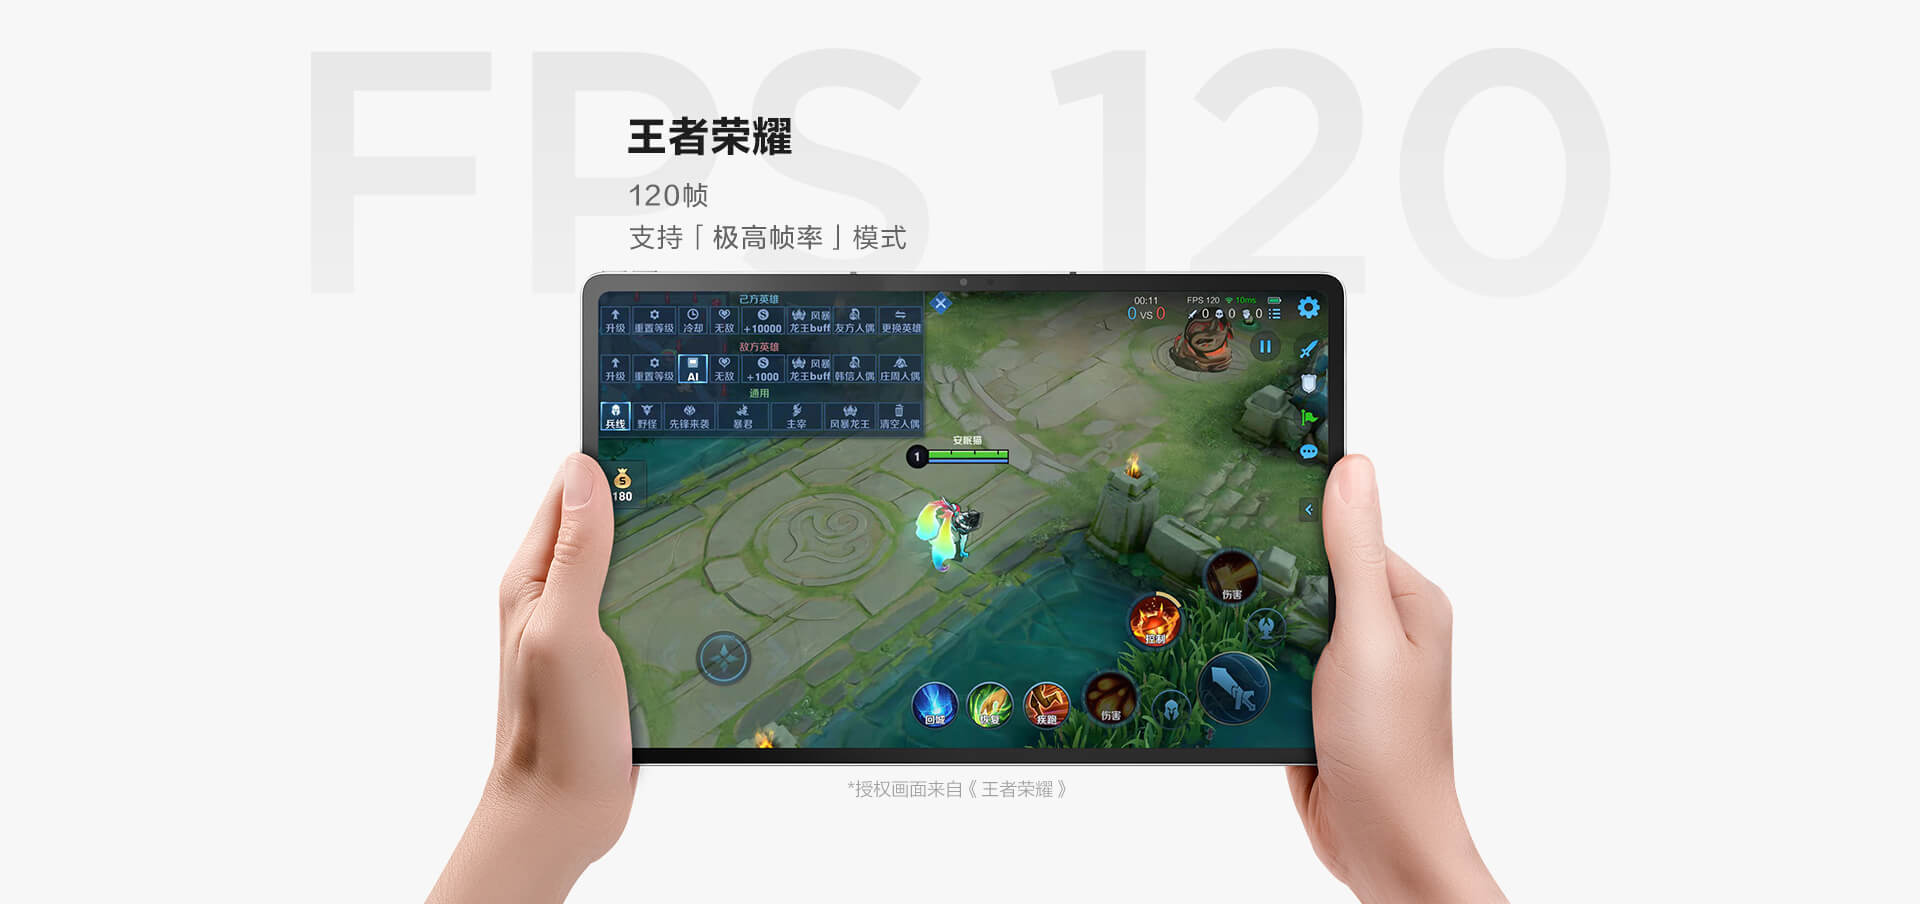 FPS 120
王者荣耀
120帧
支持「极高帧率」模式
己方英雄
升级 重置等级 冷却 无敌 +10000 风暴龙王buff 友方人偶 更换英雄
敌方英雄
升级 重置等级 AI 无敌 +1000 风暴龙王buff 韩信人偶 庄周人偶
通用
兵线 野怪 先锋来袭 暴君 主宰 风暴龙王 清空人偶
00:11 FPS 120 10ms
0 VS 0 0 0 0
安眠猫
1
180
伤害
控制
回城 恢复 疾跑 伤害
*授权画面来自《王者荣耀》